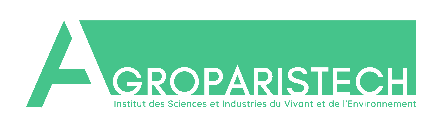 AGROPARISTECH
Institut des Sciences et Industries du Vivant et de l'Environnement